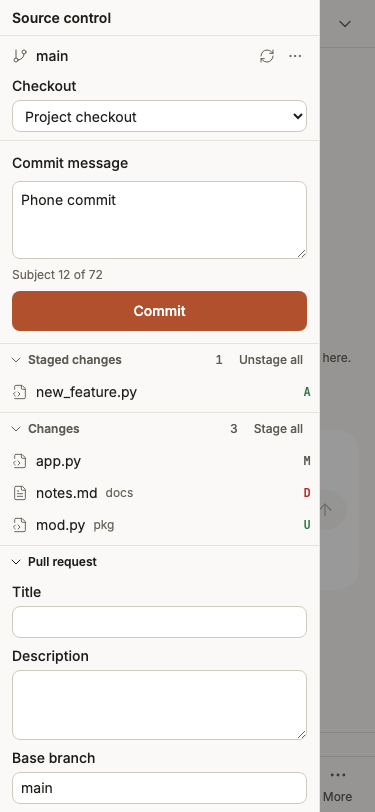 Source control
main
Checkout
Project checkout
Commit message
Phone commit
Subject 12 of 72
Commit
Staged changes 1 Unstage all
new_feature.py A
Changes 3 Stage all
app.py M
notes.md docs D
mod.py pkg U
Pull request
Title
Description
Base branch
main
here.
More